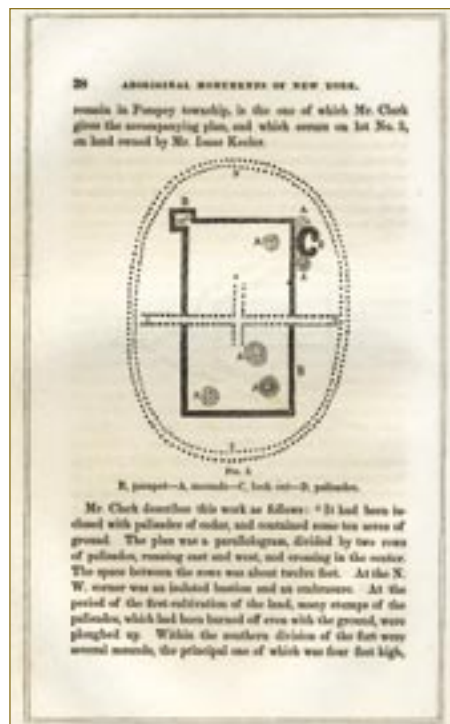 38 ABORIGINAL MONUMENTS OF NEW YORK.
remain in Pompey township, is the one of which Mr. Clark
gives the accompanying plan, and which occurs on lot No. 3,
on land owned by Mr. Isaac Keeler.
B
A
A
C
A
A
A
A
B, parapet—A, mounds—C, look out—D, palisades.
Mr. Clark describes this work as follows: "It had been in-
closed with palisades of cedar, and contained some ten acres of
ground. The plan was a parallelogram, divided by two rows
of palisades, running east and west, and crossing in the center.
The space between the rows was about twelve feet. At the N.
W. corner was an isolated bastion and an embrasure. At the
period of the first cultivation of the land, many stumps of the
palisades, which had been burned off even with the ground, were
ploughed up. Within the southern division of the fort were
several mounds, the principal one of which was four feet high,